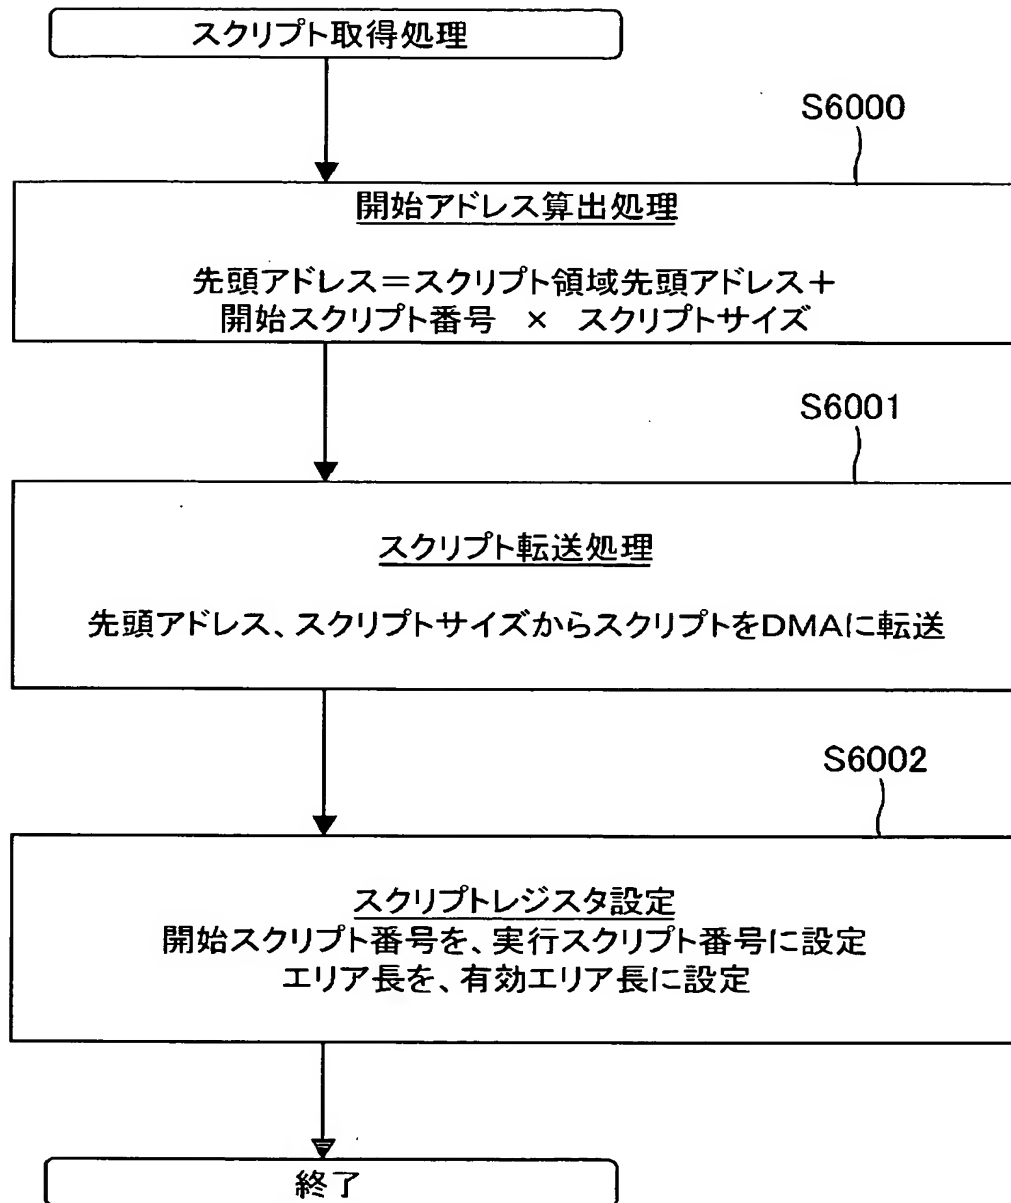 スクリプト取得処理
S6000
開始アドレス算出処理
先頭アドレス＝スクリプト領域先頭アドレス＋
開始スクリプト番号 × スクリプトサイズ
S6001
スクリプト転送処理
先頭アドレス、スクリプトサイズからスクリプトをDMAに転送
S6002
スクリプトレジスタ設定
開始スクリプト番号を、実行スクリプト番号に設定
エリア長を、有効エリア長に設定
終了